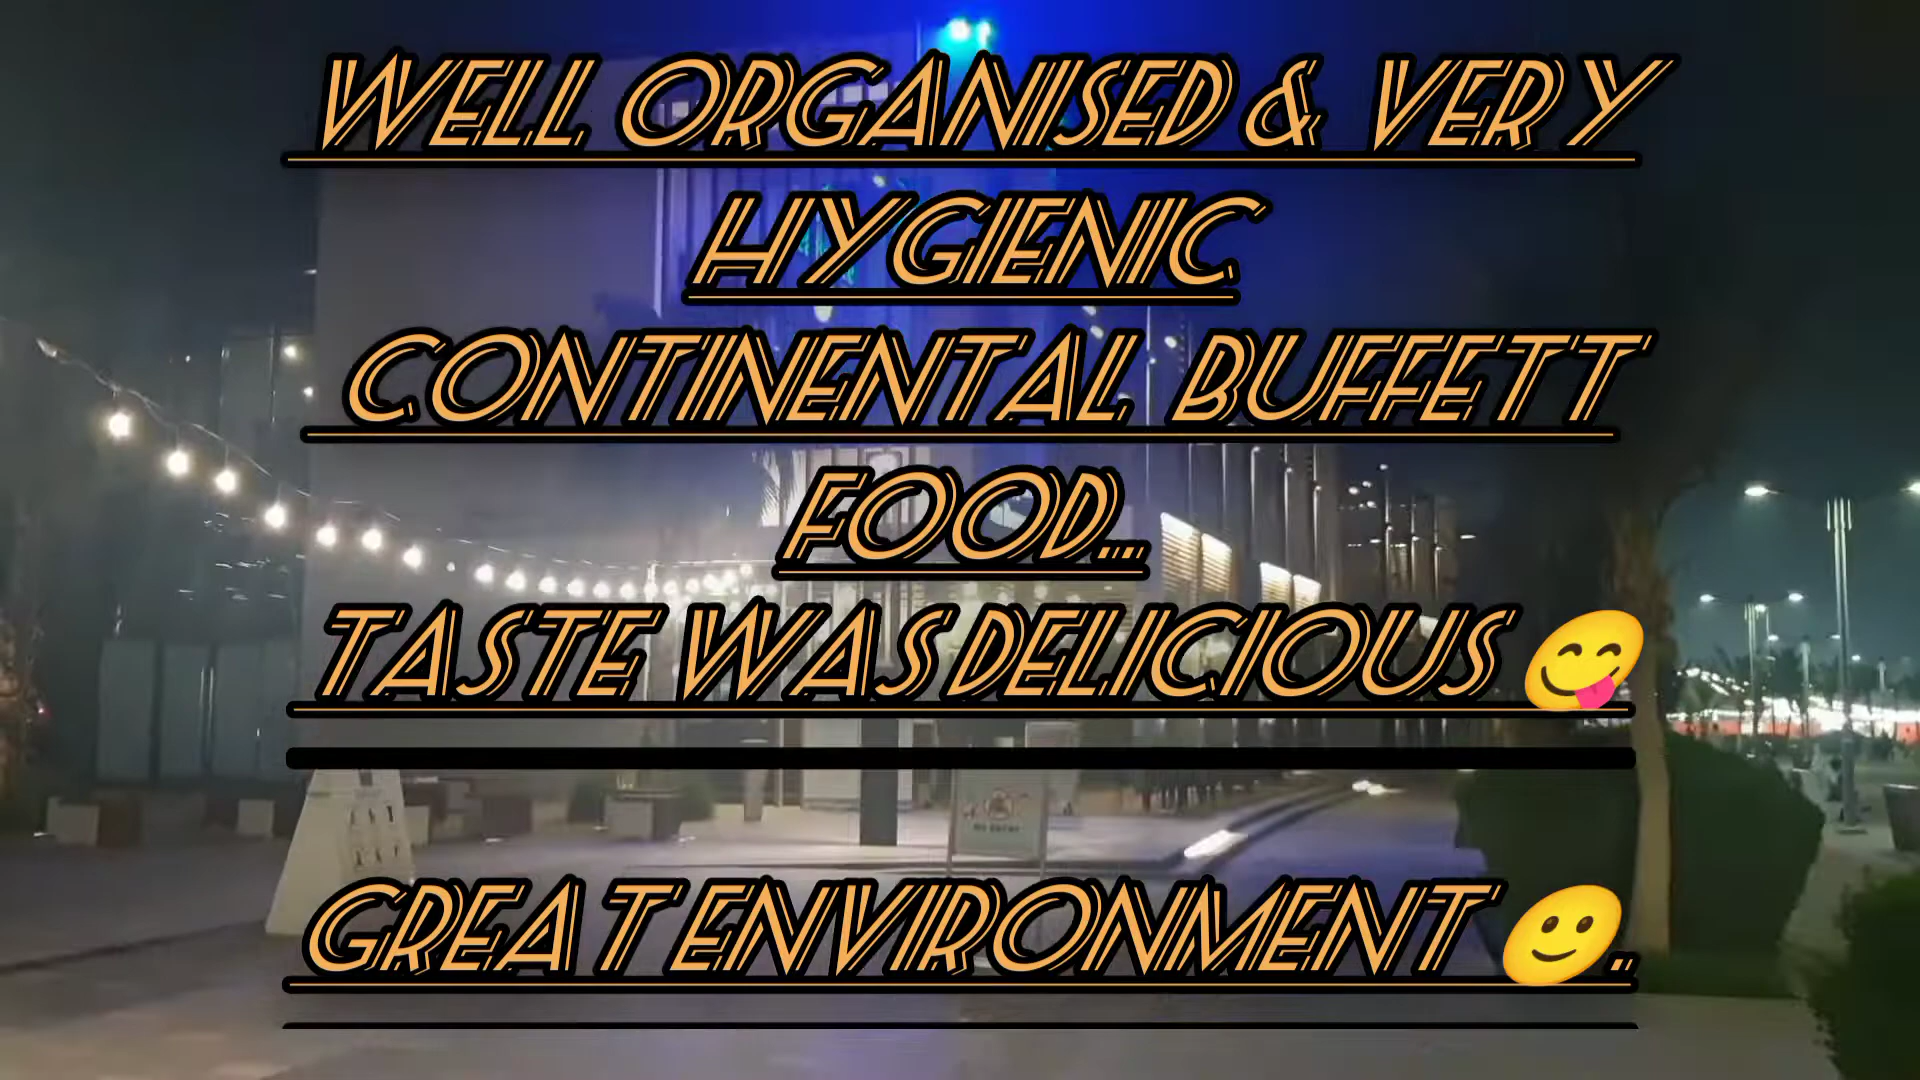 WELL ORGANISED & VERY
HYGIENIC
CONTINENTAL BUFFETT
FOOD...
TASTE WAS DELICIOUS 😋
GREAT ENVIRONMENT 🙂..